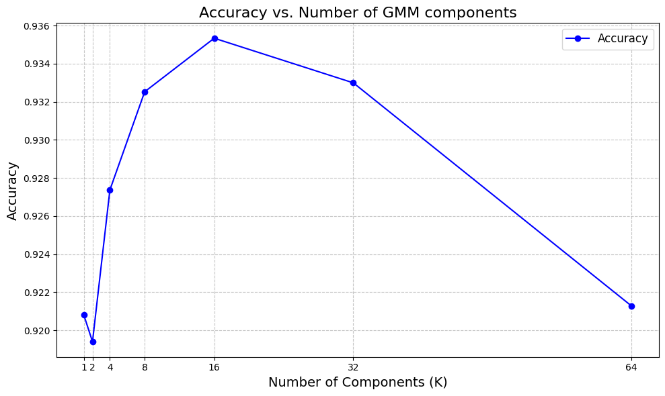 Accuracy vs. Number of GMM components
Accuracy
0.936
0.934
0.932
0.930
0.928
0.926
0.924
0.922
0.920
Accuracy
1 2 4 8 16 32 64
Number of Components (K)